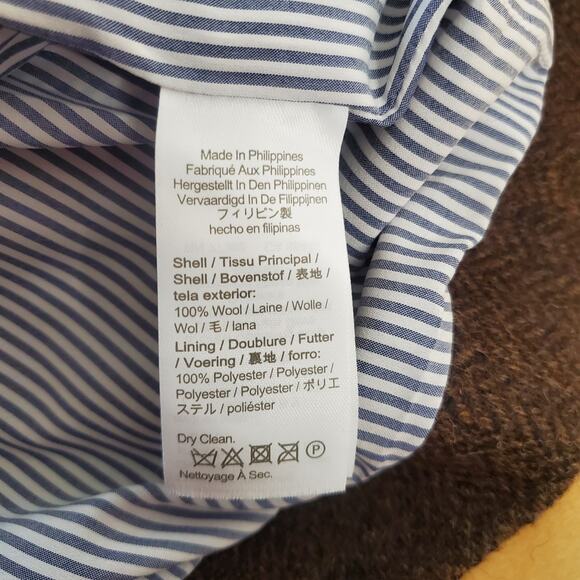 Made In Philippines
Fabriqué Aux Philippines
Hergestellt In Den Philippinen
Vervaardigd In De Filippijnen
フィリピン製
hecho en filipinas
Shell / Tissu Principal /
Shell / Bovenstof / 表地 /
tela exterior:
100% Wool / Laine / Wolle /
Wol / 毛 / lana
Lining / Doublure / Futter
/ Voering / 裏地 / forro:
100% Polyester / Polyester /
Polyester / Polyester / ポリエ
ステル / poliéster
Dry Clean.
P
Nettoyage À Sec.